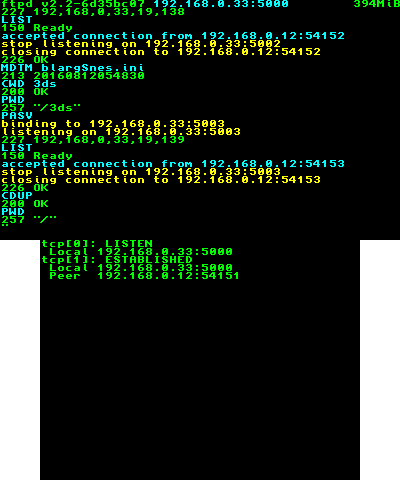 ftpd v2.2-6d35bc07 192.168.0.33:5000 394MiB
227 192,168,0,33,19,138
LIST
150 Ready
accepted connection from 192.168.0.12:54152
stop listening on 192.168.0.33:5002
closing connection to 192.168.0.12:54152
226 OK
MDTM blargSnes.ini
213 20160812054830
CWD 3ds
200 OK
PWD
257 "/3ds"
PASV
binding to 192.168.0.33:5003
listening on 192.168.0.33:5003
227 192,168,0,33,19,139
LIST
150 Ready
accepted connection from 192.168.0.12:54153
stop listening on 192.168.0.33:5003
closing connection to 192.168.0.12:54153
226 OK
CDUP
200 OK
PWD
257 "/"
"
tcp[0]: LISTEN
Local 192.168.0.33:5000
tcp[1]: ESTABLISHED
Local 192.168.0.33:5000
Peer 192.168.0.12:54151